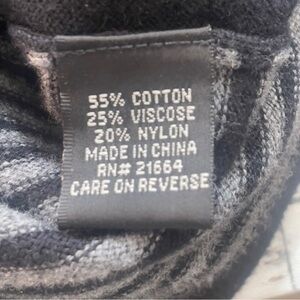 55% COTTON
25% VISCOSE
20% NYLON
MADE IN CHINA
RN# 21664
CARE ON REVERSE